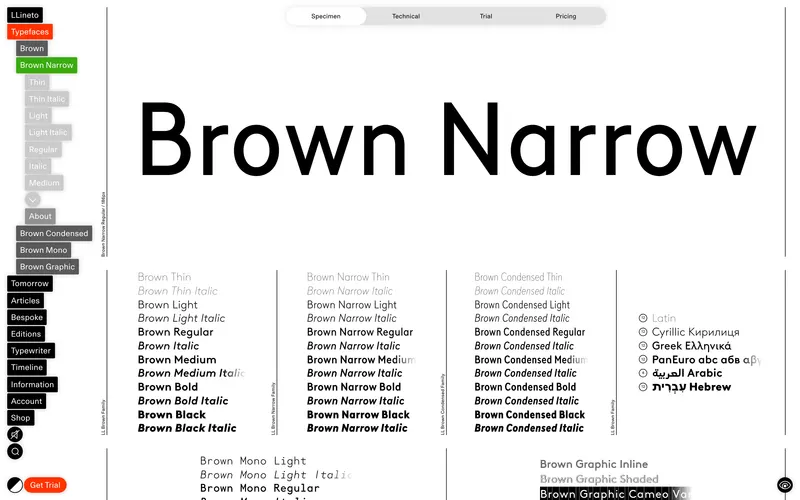 LLineto
Typefaces
Brown
Brown Narrow
Thin
Thin Italic
Light
Light Italic
Regular
Italic
Medium
About
Brown Condensed
Brown Mono
Brown Graphic
Tomorrow
Articles
Bespoke
Editions
Typewriter
Timeline
Information
Account
Shop
Get Trial
Specimen
Technical
Trial
Pricing
Brown Narrow Regular / 186px
Brown Narrow
LL Brown Family
Brown Thin
Brown Thin Italic
Brown Light
Brown Light Italic
Brown Regular
Brown Italic
Brown Medium
Brown Medium Italic
Brown Bold
Brown Bold Italic
Brown Black
Brown Black Italic
LL Brown Narrow Family
Brown Narrow Thin
Brown Narrow Italic
Brown Narrow Light
Brown Narrow Italic
Brown Narrow Regular
Brown Narrow Italic
Brown Narrow Medium
Brown Narrow Italic
Brown Narrow Bold
Brown Narrow Italic
Brown Narrow Black
Brown Narrow Italic
LL Brown Condensed Family
Brown Condensed Thin
Brown Condensed Italic
Brown Condensed Light
Brown Condensed Italic
Brown Condensed Regular
Brown Condensed Italic
Brown Condensed Medium
Brown Condensed Italic
Brown Condensed Bold
Brown Condensed Italic
Brown Condensed Black
Brown Condensed Italic
Latin
Cyrillic Кирилиця
Greek Ελληνικά
PanEuro abc абв αβγ
العربية Arabic
עִבְרִית Hebrew
Brown Mono Light
Brown Mono Light Italic
Brown Mono Regular
Brown Graphic Inline
Brown Graphic Shaded
Brown Graphic Cameo